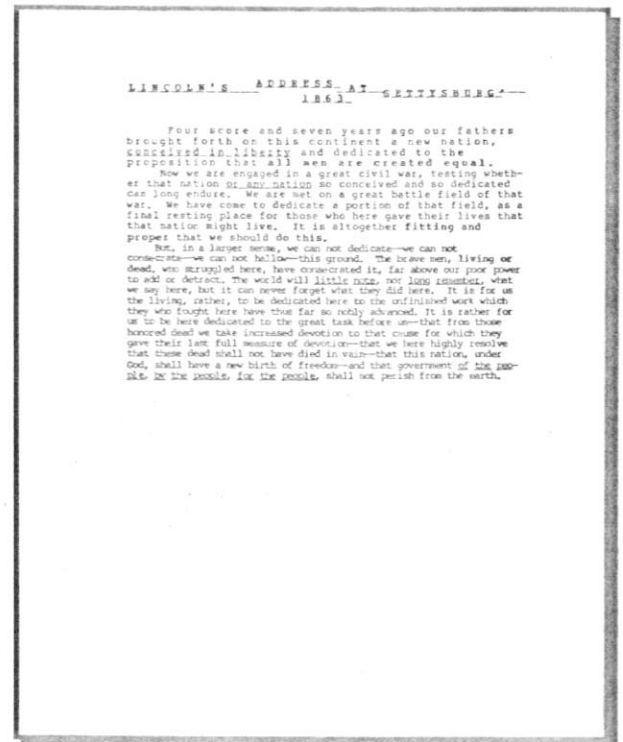 LINCOLN'S ADDRESS AT GETTYSBURG
1863
Four score and seven years ago our fathers
brought forth on this continent a new nation,
conceived in liberty and dedicated to the
proposition that all men are created equal.
Now we are engaged in a great civil war, testing wheth-
er that nation or any nation so conceived and so dedicated
can long endure. We are met on a great battle field of that
war. We have come to dedicate a portion of that field, as a
final resting place for those who here gave their lives that
that nation might live. It is altogether fitting and
proper that we should do this.
But, in a larger sense, we can not dedicate—we can not
consecrate—we can not hallow—this ground. The brave men, living or
dead, who struggled here, have consecrated it, far above our poor power
to add or detract. The world will little note, nor long remember, what
we say here, but it can never forget what they did here. It is for us
the living, rather, to be dedicated here to the unfinished work which
they who fought here have thus far so nobly advanced. It is rather for
us to be here dedicated to the great task before us—that from those
honored dead we take increased devotion to that cause for which they
gave their last full measure of devotion—that we here highly resolve
that these dead shall not have died in vain—that this nation, under
God, shall have a new birth of freedom—and that government of the peo-
ple, by the people, for the people, shall not perish from the earth.